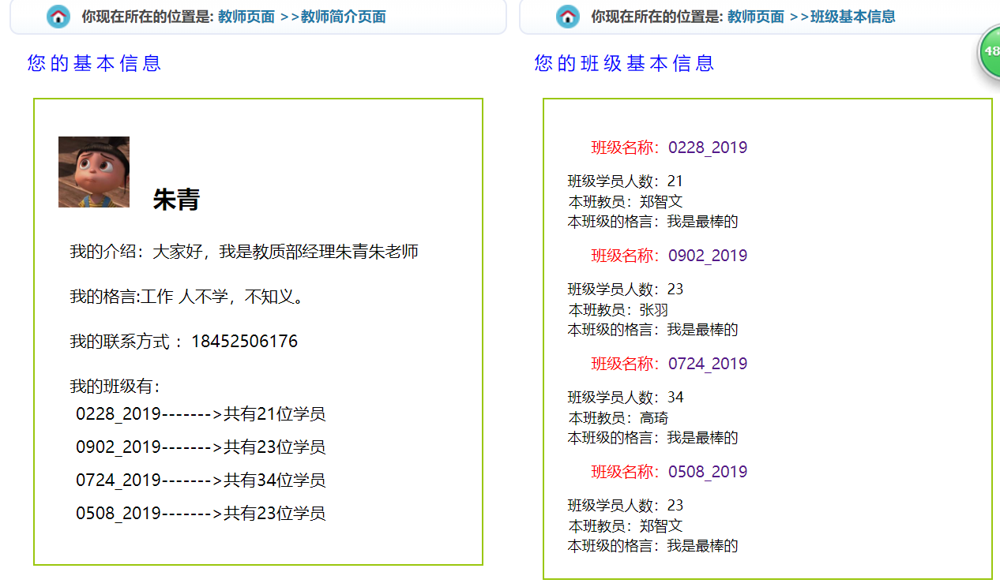 你现在所在的位置是: 教师页面 >>教师简介页面
您的基本信息
朱青
我的介绍：大家好，我是教质部经理朱青朱老师
我的格言:工作 人不学，不知义。
我的联系方式 ：18452506176
我的班级有：
0228_2019------->共有21位学员
0902_2019------->共有23位学员
0724_2019------->共有34位学员
0508_2019------->共有23位学员
你现在所在的位置是: 教师页面 >>班级基本信息
48
您的班级基本信息
班级名称：0228_2019
班级学员人数：21
本班教员：郑智文
本班级的格言：我是最棒的
班级名称：0902_2019
班级学员人数：23
本班教员：张羽
本班级的格言：我是最棒的
班级名称：0724_2019
班级学员人数：34
本班教员：高琦
本班级的格言：我是最棒的
班级名称：0508_2019
班级学员人数：23
本班教员：郑智文
本班级的格言：我是最棒的